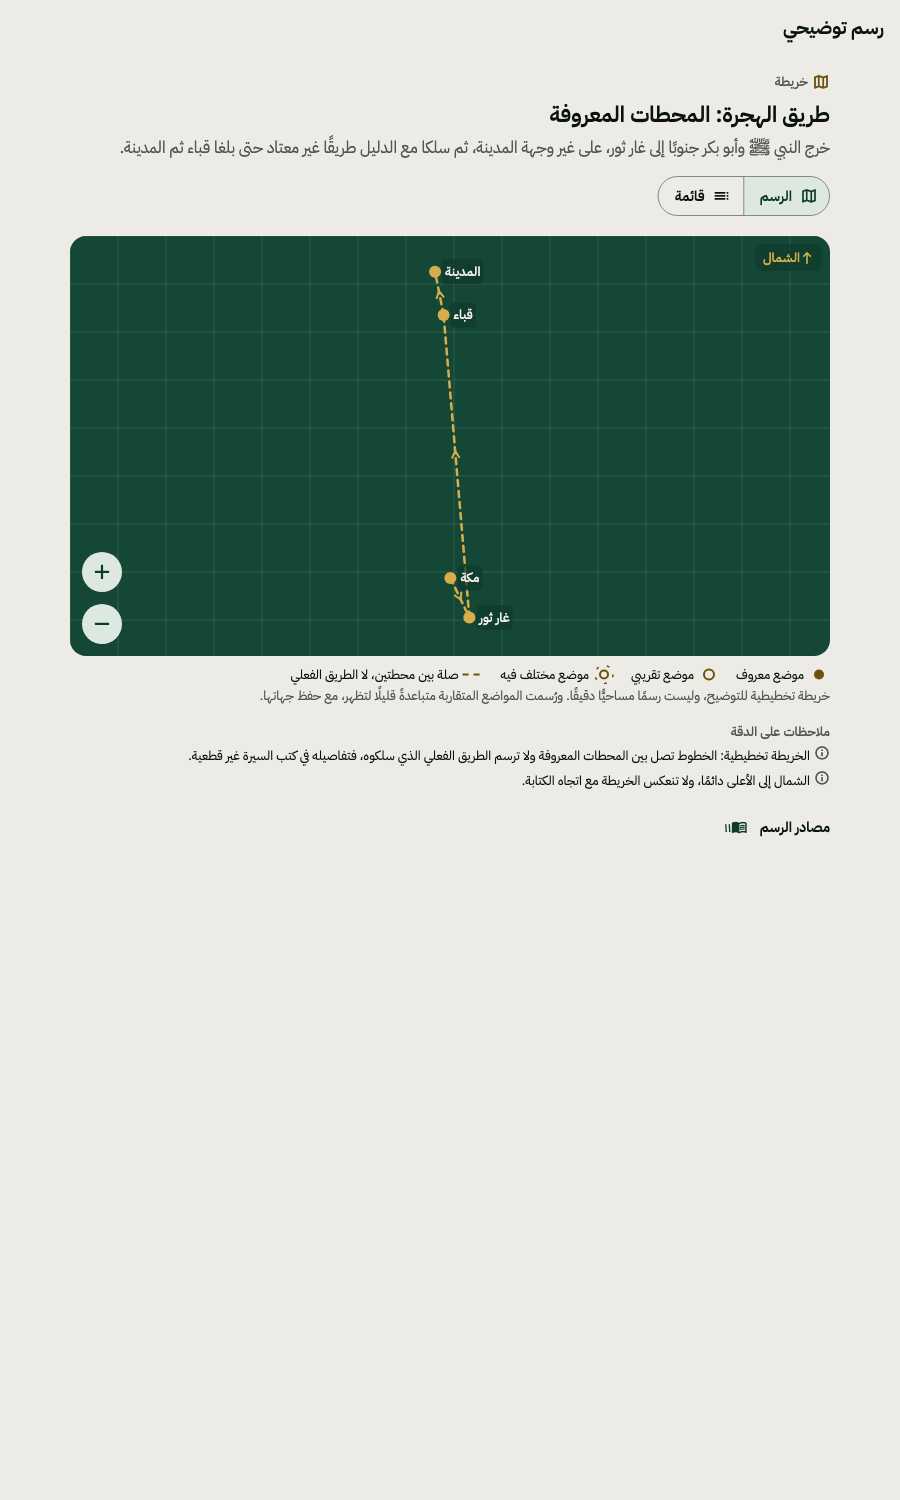 رسم توضيحي
خريطة
طريق الهجرة: المحطات المعروفة
خرج النبي ﷺ وأبو بكر جنوبًا إلى غار ثور، على غير وجهة المدينة، ثم سلكا مع الدليل طريقًا غير معتاد حتى بلغا قباء ثم المدينة.
الرسم
قائمة
↑ الشمال
المدينة
قباء
مكة
غار ثور
+
−
موضع معروف
موضع تقريبي
موضع مختلف فيه
صلة بين محطتين، لا الطريق الفعلي
خريطة تخطيطية للتوضيح، وليست رسمًا مساحيًّا دقيقًا. ورُسمت المواضع المتقاربة متباعدةً قليلًا لتظهر، مع حفظ جهاتها.
ملاحظات على الدقة
الخريطة تخطيطية: الخطوط تصل بين المحطات المعروفة ولا ترسم الطريق الفعلي الذي سلكوه، فتفاصيله في كتب السيرة غير قطعية.
الشمال إلى الأعلى دائمًا، ولا تنعكس الخريطة مع اتجاه الكتابة.
مصادر الرسم
١١